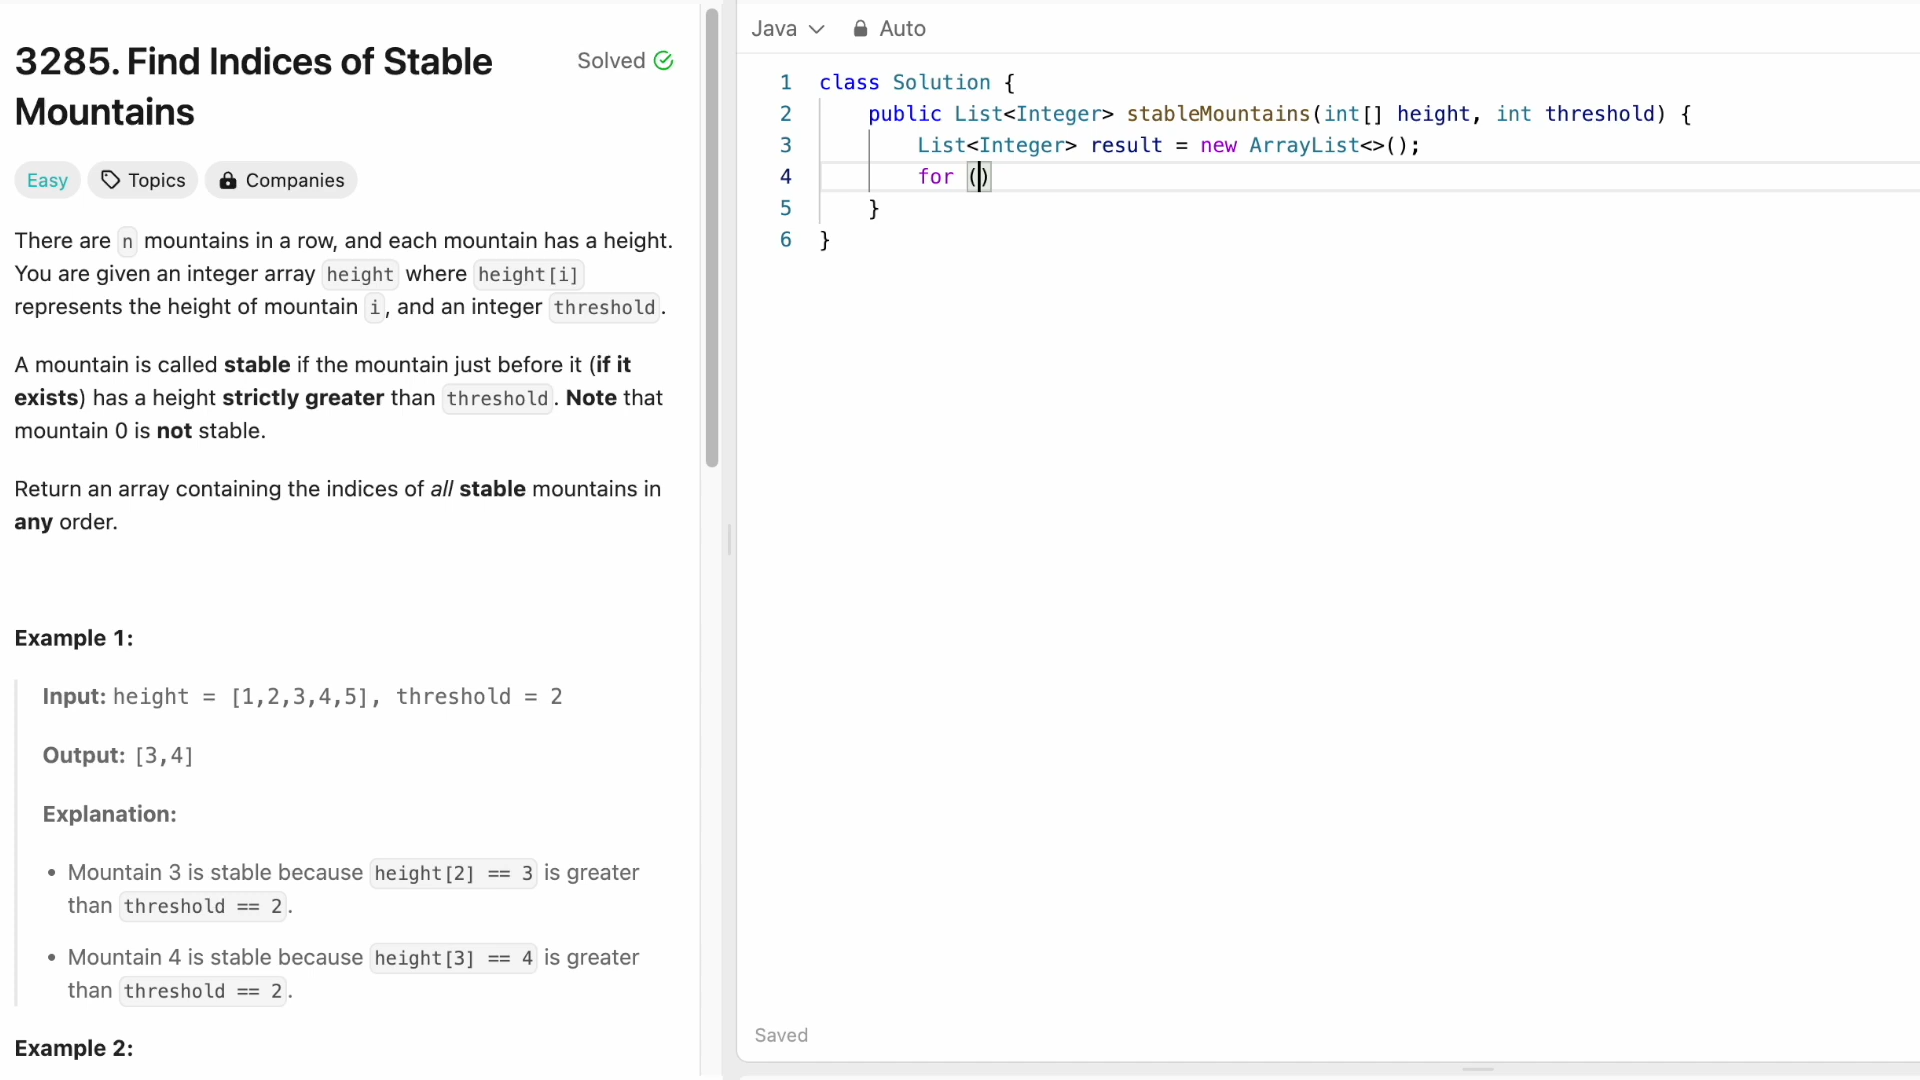 3285. Find Indices of Stable
Mountains
Solved
Easy
Topics
Companies
There are n mountains in a row, and each mountain has a height.
You are given an integer array height where height[i]
represents the height of mountain i, and an integer threshold.
A mountain is called stable if the mountain just before it (if it
exists) has a height strictly greater than threshold. Note that
mountain 0 is not stable.
Return an array containing the indices of all stable mountains in
any order.
Example 1:
Input: height = [1,2,3,4,5], threshold = 2
Output: [3,4]
Explanation:
• Mountain 3 is stable because height[2] == 3 is greater
than threshold == 2.
• Mountain 4 is stable because height[3] == 4 is greater
than threshold == 2.
Example 2:
Java
Auto
1 class Solution {
2 public List<Integer> stableMountains(int[] height, int threshold) {
3 List<Integer> result = new ArrayList<>();
4 for ()
5 }
6 }
Saved